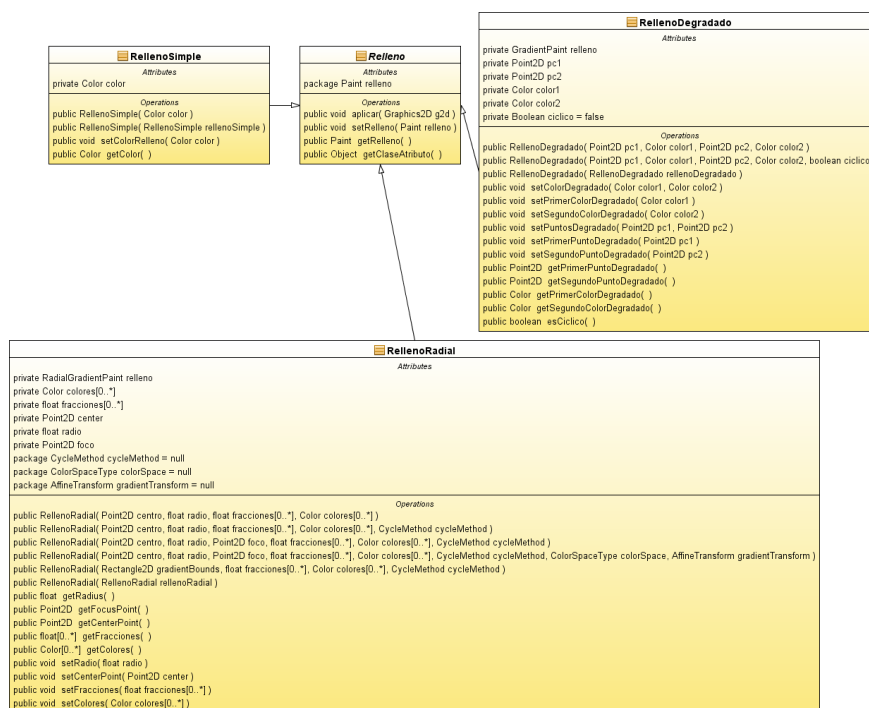 RellenoSimple
Attributes
private Color color
Operations
public RellenoSimple( Color color )
public RellenoSimple( RellenoSimple rellenoSimple )
public void setColorRelleno( Color color )
public Color getColor( )
Relleno
Attributes
package Paint relleno
Operations
public void aplicar( Graphics2D g2d )
public void setRelleno( Paint relleno )
public Paint getRelleno( )
public Object getClaseAtributo( )
RellenoDegradado
Attributes
private GradientPaint relleno
private Point2D pc1
private Point2D pc2
private Color color1
private Color color2
private Boolean ciclico = false
Operations
public RellenoDegradado( Point2D pc1, Color color1, Point2D pc2, Color color2 )
public RellenoDegradado( Point2D pc1, Color color1, Point2D pc2, Color color2, boolean ciclico
public RellenoDegradado( RellenoDegradado rellenoDegradado )
public void setColorDegradado( Color color1, Color color2 )
public void setPrimerColorDegradado( Color color1 )
public void setSegundoColorDegradado( Color color2 )
public void setPuntosDegradado( Point2D pc1, Point2D pc2 )
public void setPrimerPuntoDegradado( Point2D pc1 )
public void setSegundoPuntoDegradado( Point2D pc2 )
public Point2D getPrimerPuntoDegradado( )
public Point2D getSegundoPuntoDegradado( )
public Color getPrimerColorDegradado( )
public Color getSegundoColorDegradado( )
public boolean esCiclico( )
RellenoRadial
Attributes
private RadialGradientPaint relleno
private Color colores[0..*]
private float fracciones[0..*]
private Point2D center
private float radio
private Point2D foco
package CycleMethod cycleMethod = null
package ColorSpaceType colorSpace = null
package AffineTransform gradientTransform = null
Operations
public RellenoRadial( Point2D centro, float radio, float fracciones[0..*], Color colores[0..*] )
public RellenoRadial( Point2D centro, float radio, float fracciones[0..*], Color colores[0..*], CycleMethod cycleMethod )
public RellenoRadial( Point2D centro, float radio, Point2D foco, float fracciones[0..*], Color colores[0..*], CycleMethod cycleMethod )
public RellenoRadial( Point2D centro, float radio, Point2D foco, float fracciones[0..*], Color colores[0..*], CycleMethod cycleMethod, ColorSpaceType colorSpace, AffineTransform gradientTransform )
public RellenoRadial( Rectangle2D gradientBounds, float fracciones[0..*], Color colores[0..*], CycleMethod cycleMethod )
public RellenoRadial( RellenoRadial rellenoRadial )
public float getRadius( )
public Point2D getFocusPoint( )
public Point2D getCenterPoint( )
public float[0..*] getFracciones( )
public Color[0..*] getColores( )
public void setRadio( float radio )
public void setCenterPoint( Point2D center )
public void setFracciones( float fracciones[0..*] )
public void setColores( Color colores[0..*] )